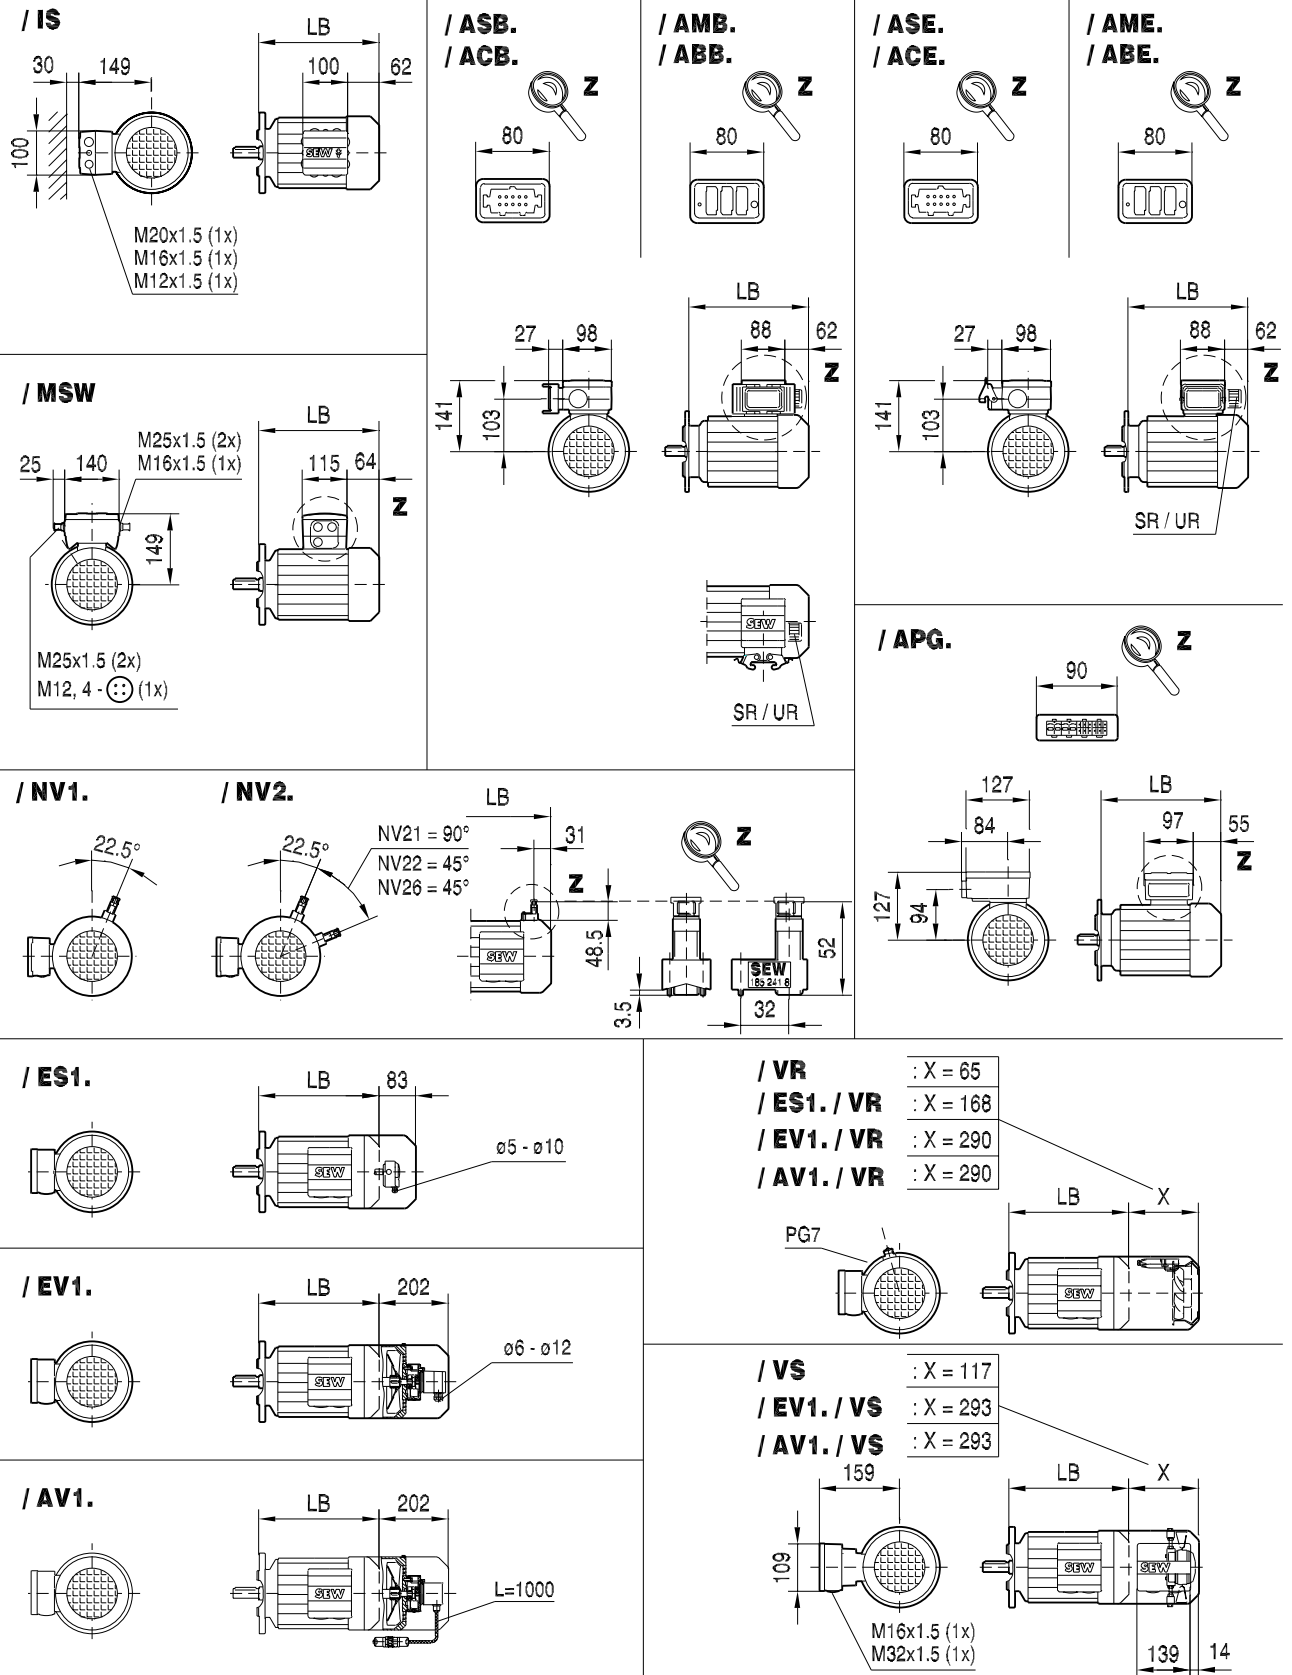 / IS
LB
30
149
100
62
100
SEW
M20x1.5 (1x)
M16x1.5 (1x)
M12x1.5 (1x)
/ ASB.
/ ACB.
Z
80
/ AMB.
/ ABB.
Z
80
/ ASE.
/ ACE.
Z
80
/ AME.
/ ABE.
Z
80
LB
27
98
88
62
Z
141
103
SEW
SR / UR
LB
27
98
88
62
Z
141
103
SR / UR
/ MSW
LB
M25x1.5 (2x)
M16x1.5 (1x)
25
140
115
64
Z
149
M25x1.5 (2x)
M12, 4 - (1x)
/ APG.
Z
90
127
LB
84
97
55
Z
127
94
/ NV1.
22.5°
/ NV2.
22.5°
NV21 = 90°
NV22 = 45°
NV26 = 45°
LB
31
Z
Z
SEW
48.5
3.5
SEW
185 241 8
52
32
/ ES1.
LB
83
SEW
ø5 - ø10
/ VR
: X = 65
/ ES1. / VR
: X = 168
/ EV1. / VR
: X = 290
/ AV1. / VR
: X = 290
LB
X
PG7
SEW
/ EV1.
LB
202
SEW
ø6 - ø12
/ VS
: X = 117
/ EV1. / VS
: X = 293
/ AV1. / VS
: X = 293
159
LB
X
109
SEW
SEW
M16x1.5 (1x)
M32x1.5 (1x)
139
14
/ AV1.
LB
202
SEW
L=1000